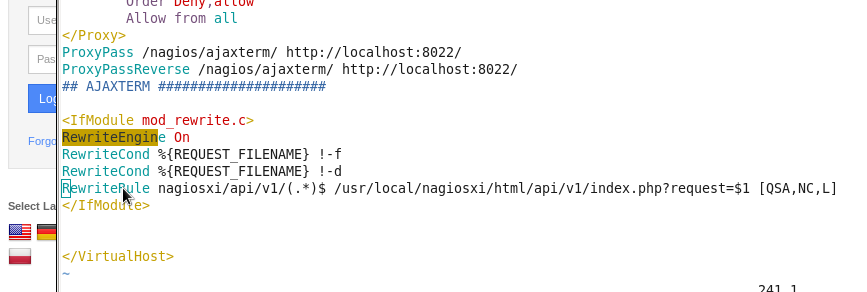 Order Deny,allow
Allow from all
</Proxy>
ProxyPass /nagios/ajaxterm/ http://localhost:8022/
ProxyPassReverse /nagios/ajaxterm/ http://localhost:8022/
## AJAXTERM #####################
<IfModule mod_rewrite.c>
RewriteEngine On
RewriteCond %{REQUEST_FILENAME} !-f
RewriteCond %{REQUEST_FILENAME} !-d
RewriteRule nagiosxi/api/v1/(.*)$ /usr/local/nagiosxi/html/api/v1/index.php?request=$1 [QSA,NC,L]
</IfModule>
</VirtualHost>
~
241,1
Use
Pas
Log
Forgo
Select La